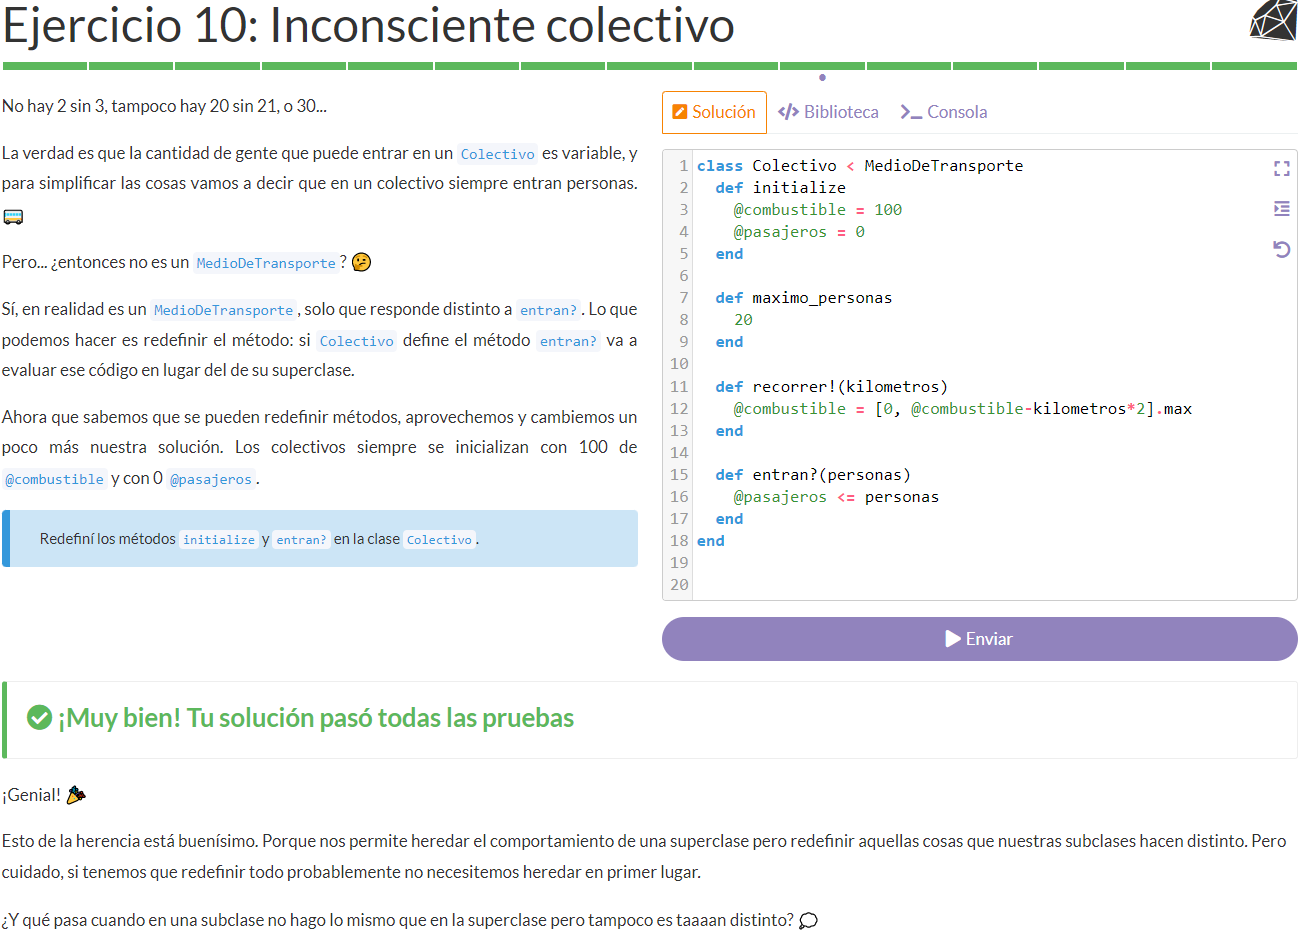 Ejercicio 10: Inconsciente colectivo
No hay 2 sin 3, tampoco hay 20 sin 21, o 30...
La verdad es que la cantidad de gente que puede entrar en un Colectivo es variable, y
para simplificar las cosas vamos a decir que en un colectivo siempre entran personas.
Pero... ¿entonces no es un MedioDeTransporte?
Sí, en realidad es un MedioDeTransporte, solo que responde distinto a entran?. Lo que
podemos hacer es redefinir el método: si Colectivo define el método entran? va a
evaluar ese código en lugar del de su superclase.
Ahora que sabemos que se pueden redefinir métodos, aprovechemos y cambiemos un
poco más nuestra solución. Los colectivos siempre se inicializan con 100 de
@combustible y con 0 @pasajeros.
Redefiní los métodos initialize y entran? en la clase Colectivo.
Solución Biblioteca Consola
1 class Colectivo < MedioDeTransporte
2 def initialize
3 @combustible = 100
4 @pasajeros = 0
5 end
6
7 def maximo_personas
8 20
9 end
10
11 def recorrer!(kilometros)
12 @combustible = [0, @combustible-kilometros*2].max
13 end
14
15 def entran?(personas)
16 @pasajeros <= personas
17 end
18 end
19
20
Enviar
¡Muy bien! Tu solución pasó todas las pruebas
¡Genial!
Esto de la herencia está buenísimo. Porque nos permite heredar el comportamiento de una superclase pero redefinir aquellas cosas que nuestras subclases hacen distinto. Pero
cuidado, si tenemos que redefinir todo probablemente no necesitemos heredar en primer lugar.
¿Y qué pasa cuando en una subclase no hago lo mismo que en la superclase pero tampoco es taaaan distinto?